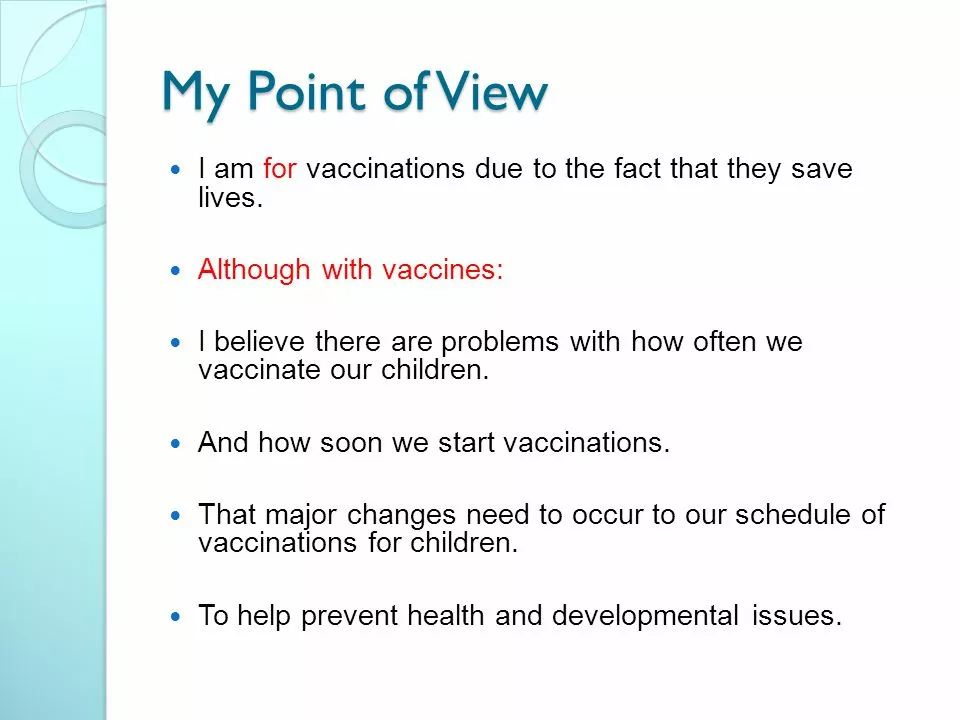 My Point of View
• I am for vaccinations due to the fact that they save
lives.
• Although with vaccines:
• I believe there are problems with how often we
vaccinate our children.
• And how soon we start vaccinations.
• That major changes need to occur to our schedule of
vaccinations for children.
• To help prevent health and developmental issues.